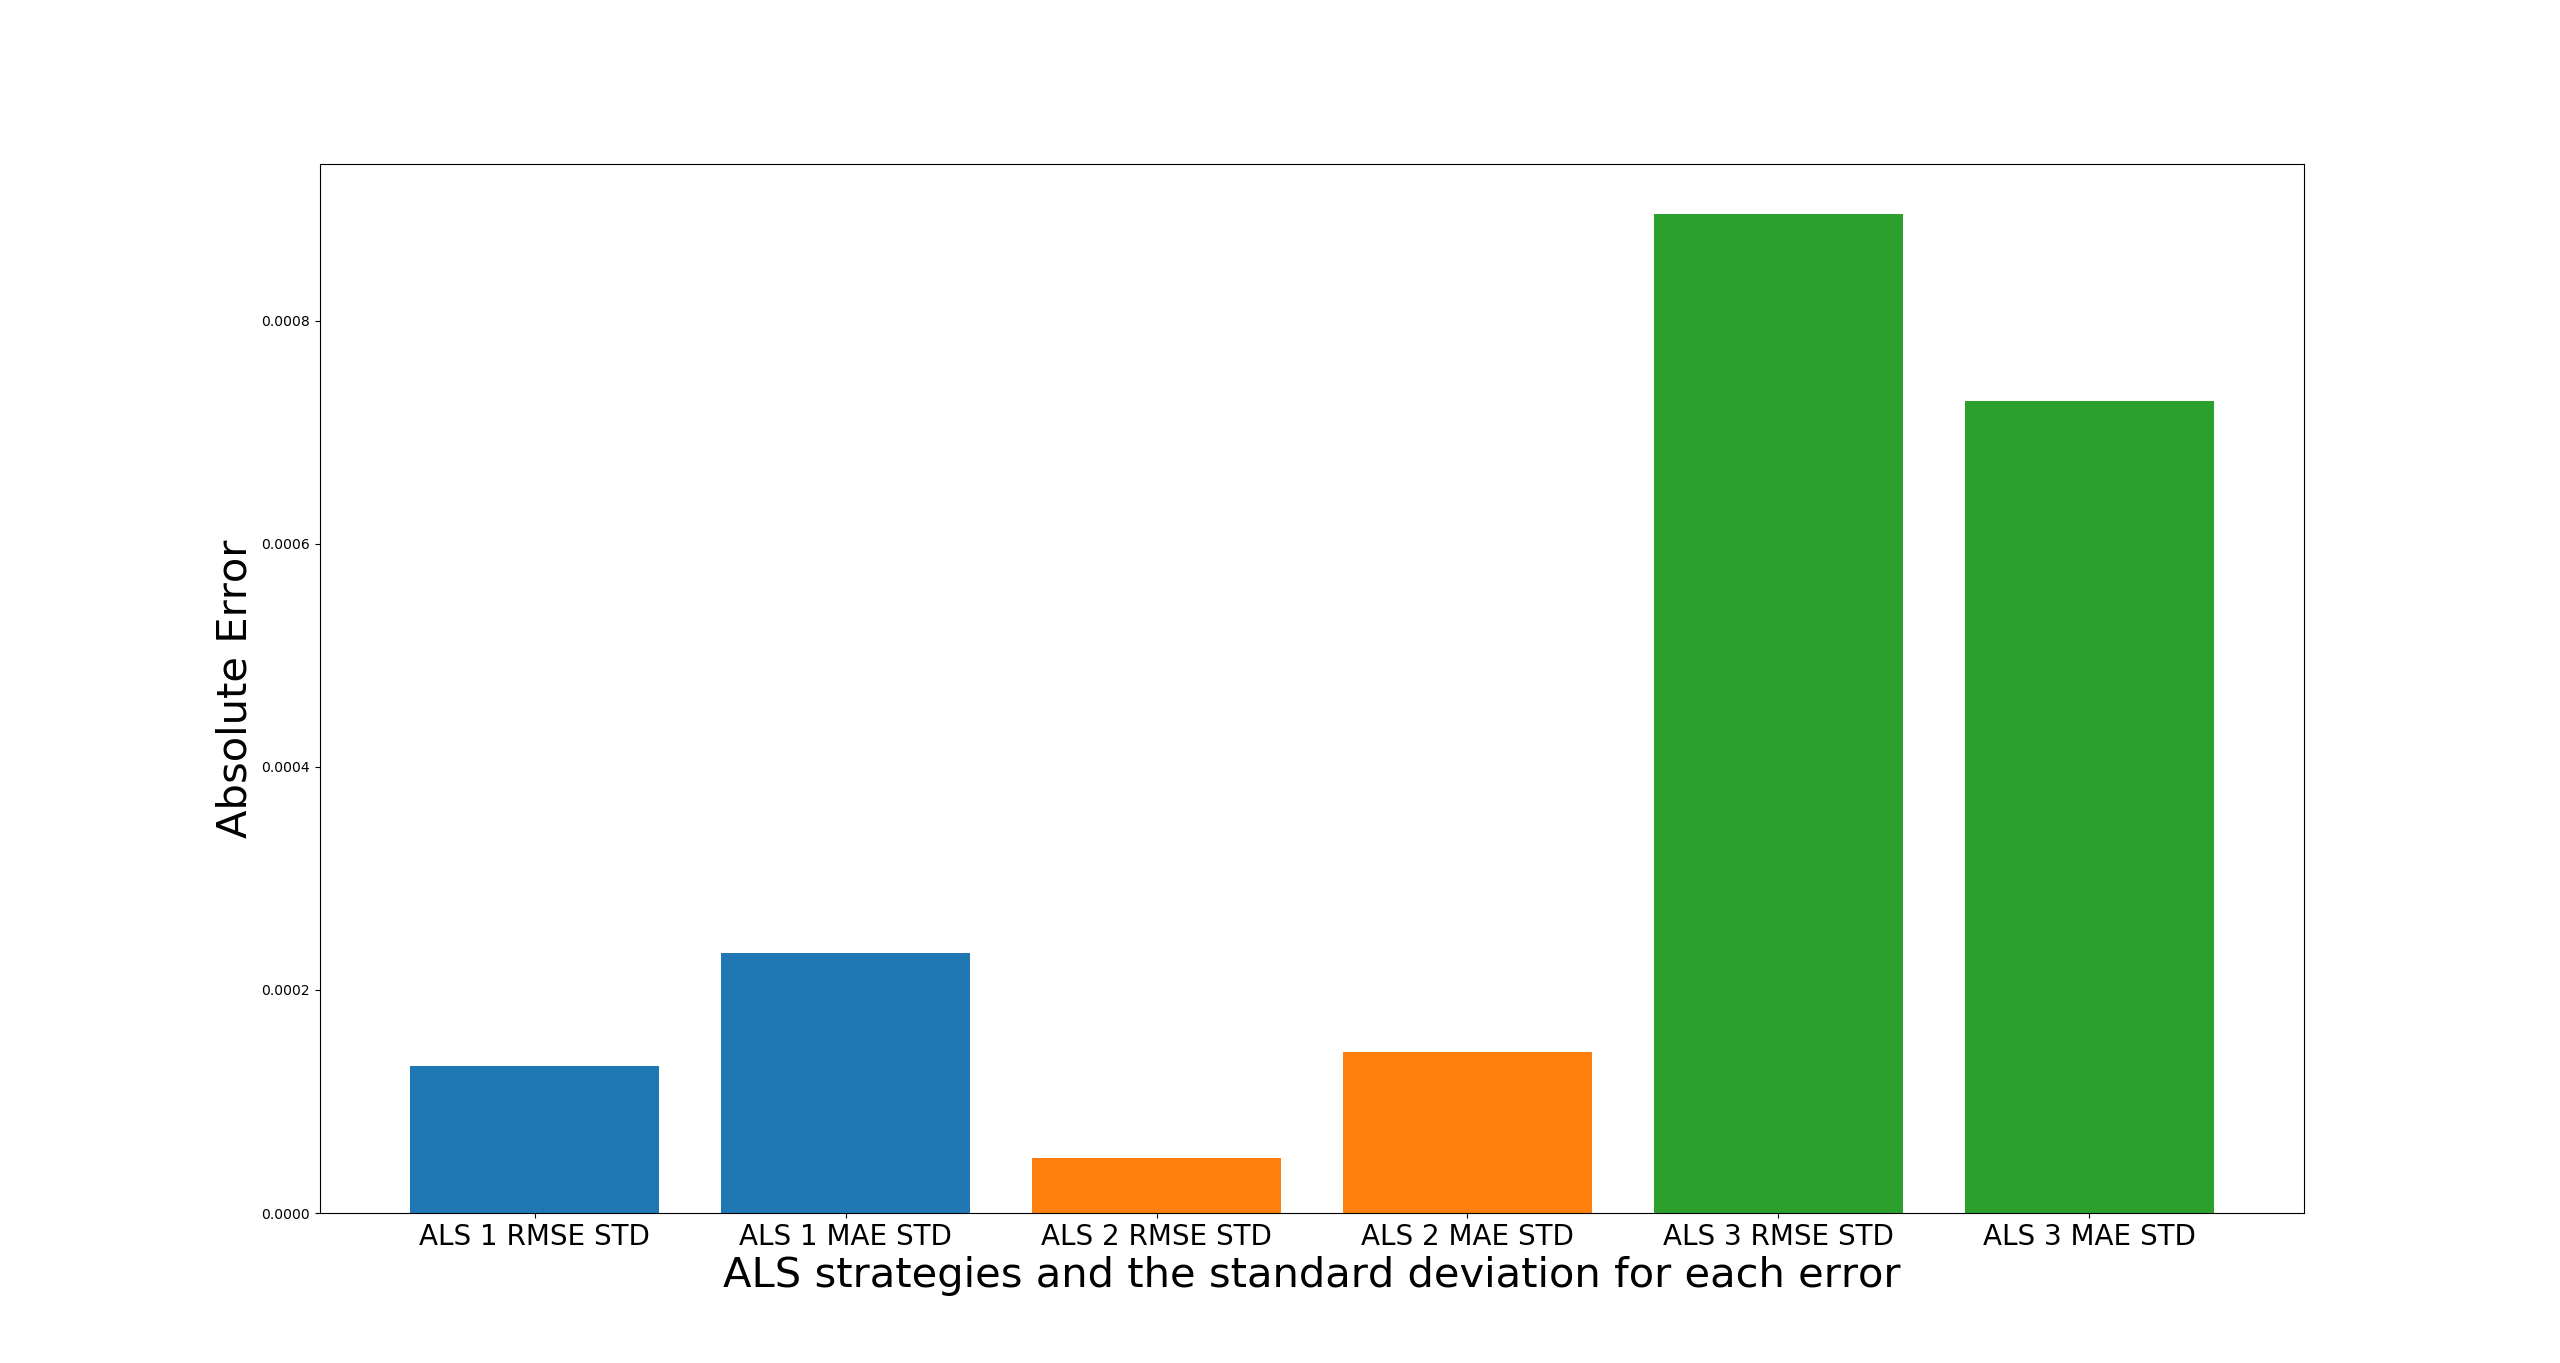 0.0008
0.0006
0.0004
0.0002
0.0000
Absolute Error
ALS 1 RMSE STD
ALS 1 MAE STD
ALS 2 RMSE STD
ALS 2 MAE STD
ALS 3 RMSE STD
ALS 3 MAE STD
ALS strategies and the standard deviation for each error